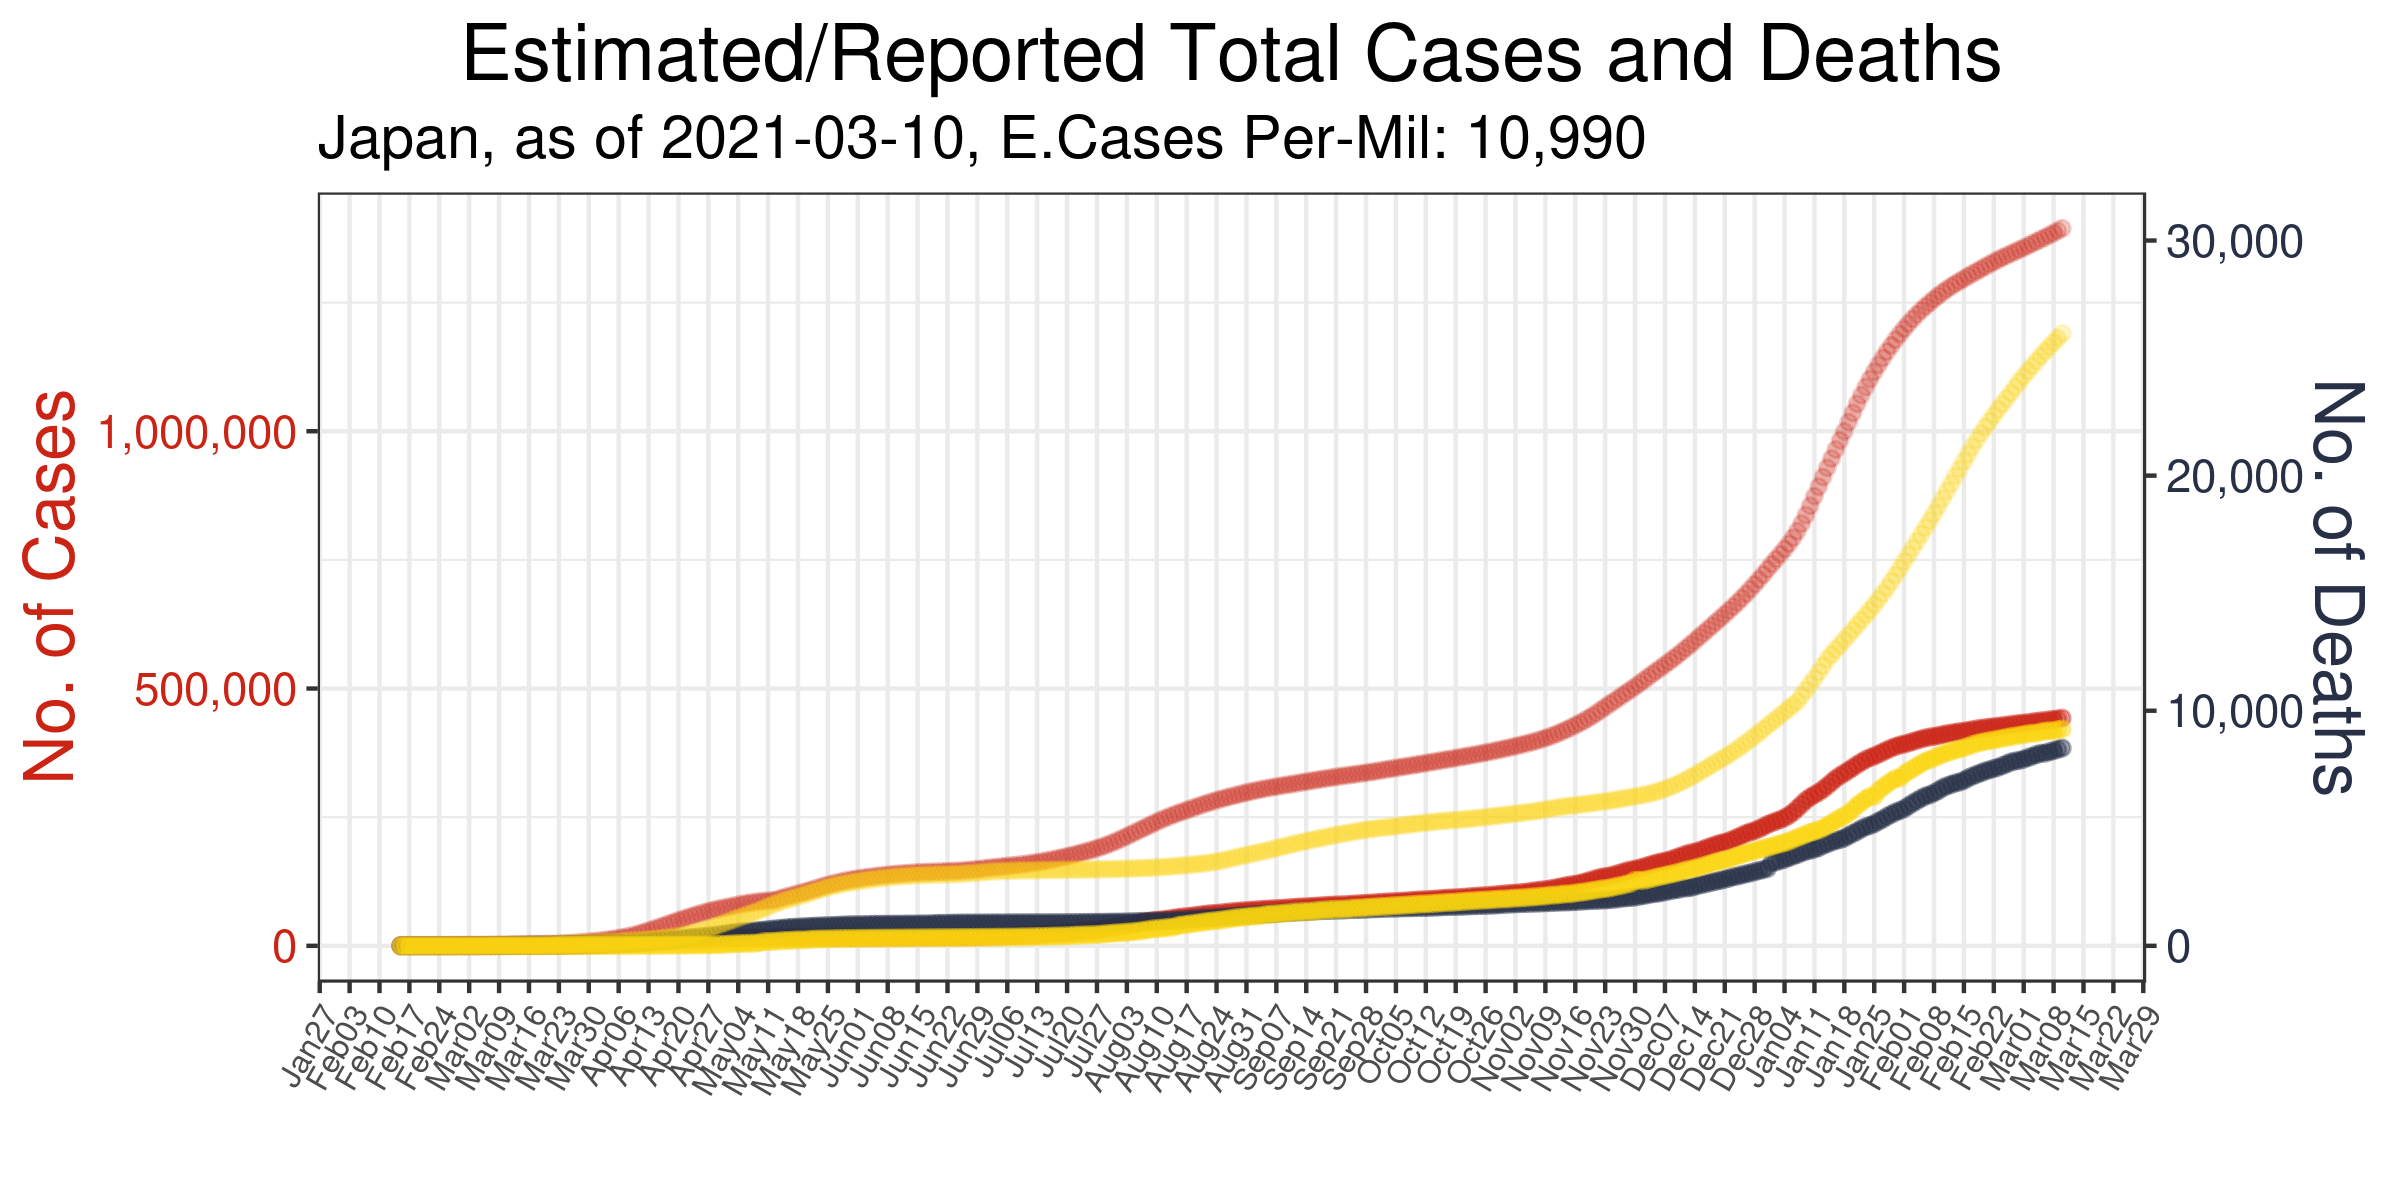 Estimated/Reported Total Cases and Deaths
Japan, as of 2021-03-10, E.Cases Per-Mil: 10,990
No. of Cases
1,000,000
500,000
0
30,000
20,000
10,000
0
No. of Deaths
Jan27
Feb03
Feb10
Feb17
Feb24
Mar02
Mar09
Mar16
Mar23
Mar30
Apr06
Apr13
Apr20
Apr27
May04
May11
May18
May25
Jun01
Jun08
Jun15
Jun22
Jun29
Jul06
Jul13
Jul20
Jul27
Aug03
Aug10
Aug17
Aug24
Aug31
Sep07
Sep14
Sep21
Sep28
Oct05
Oct12
Oct19
Oct26
Nov02
Nov09
Nov16
Nov23
Nov30
Dec07
Dec14
Dec21
Dec28
Jan04
Jan11
Jan18
Jan25
Feb01
Feb08
Feb15
Feb22
Mar01
Mar08
Mar15
Mar22
Mar29